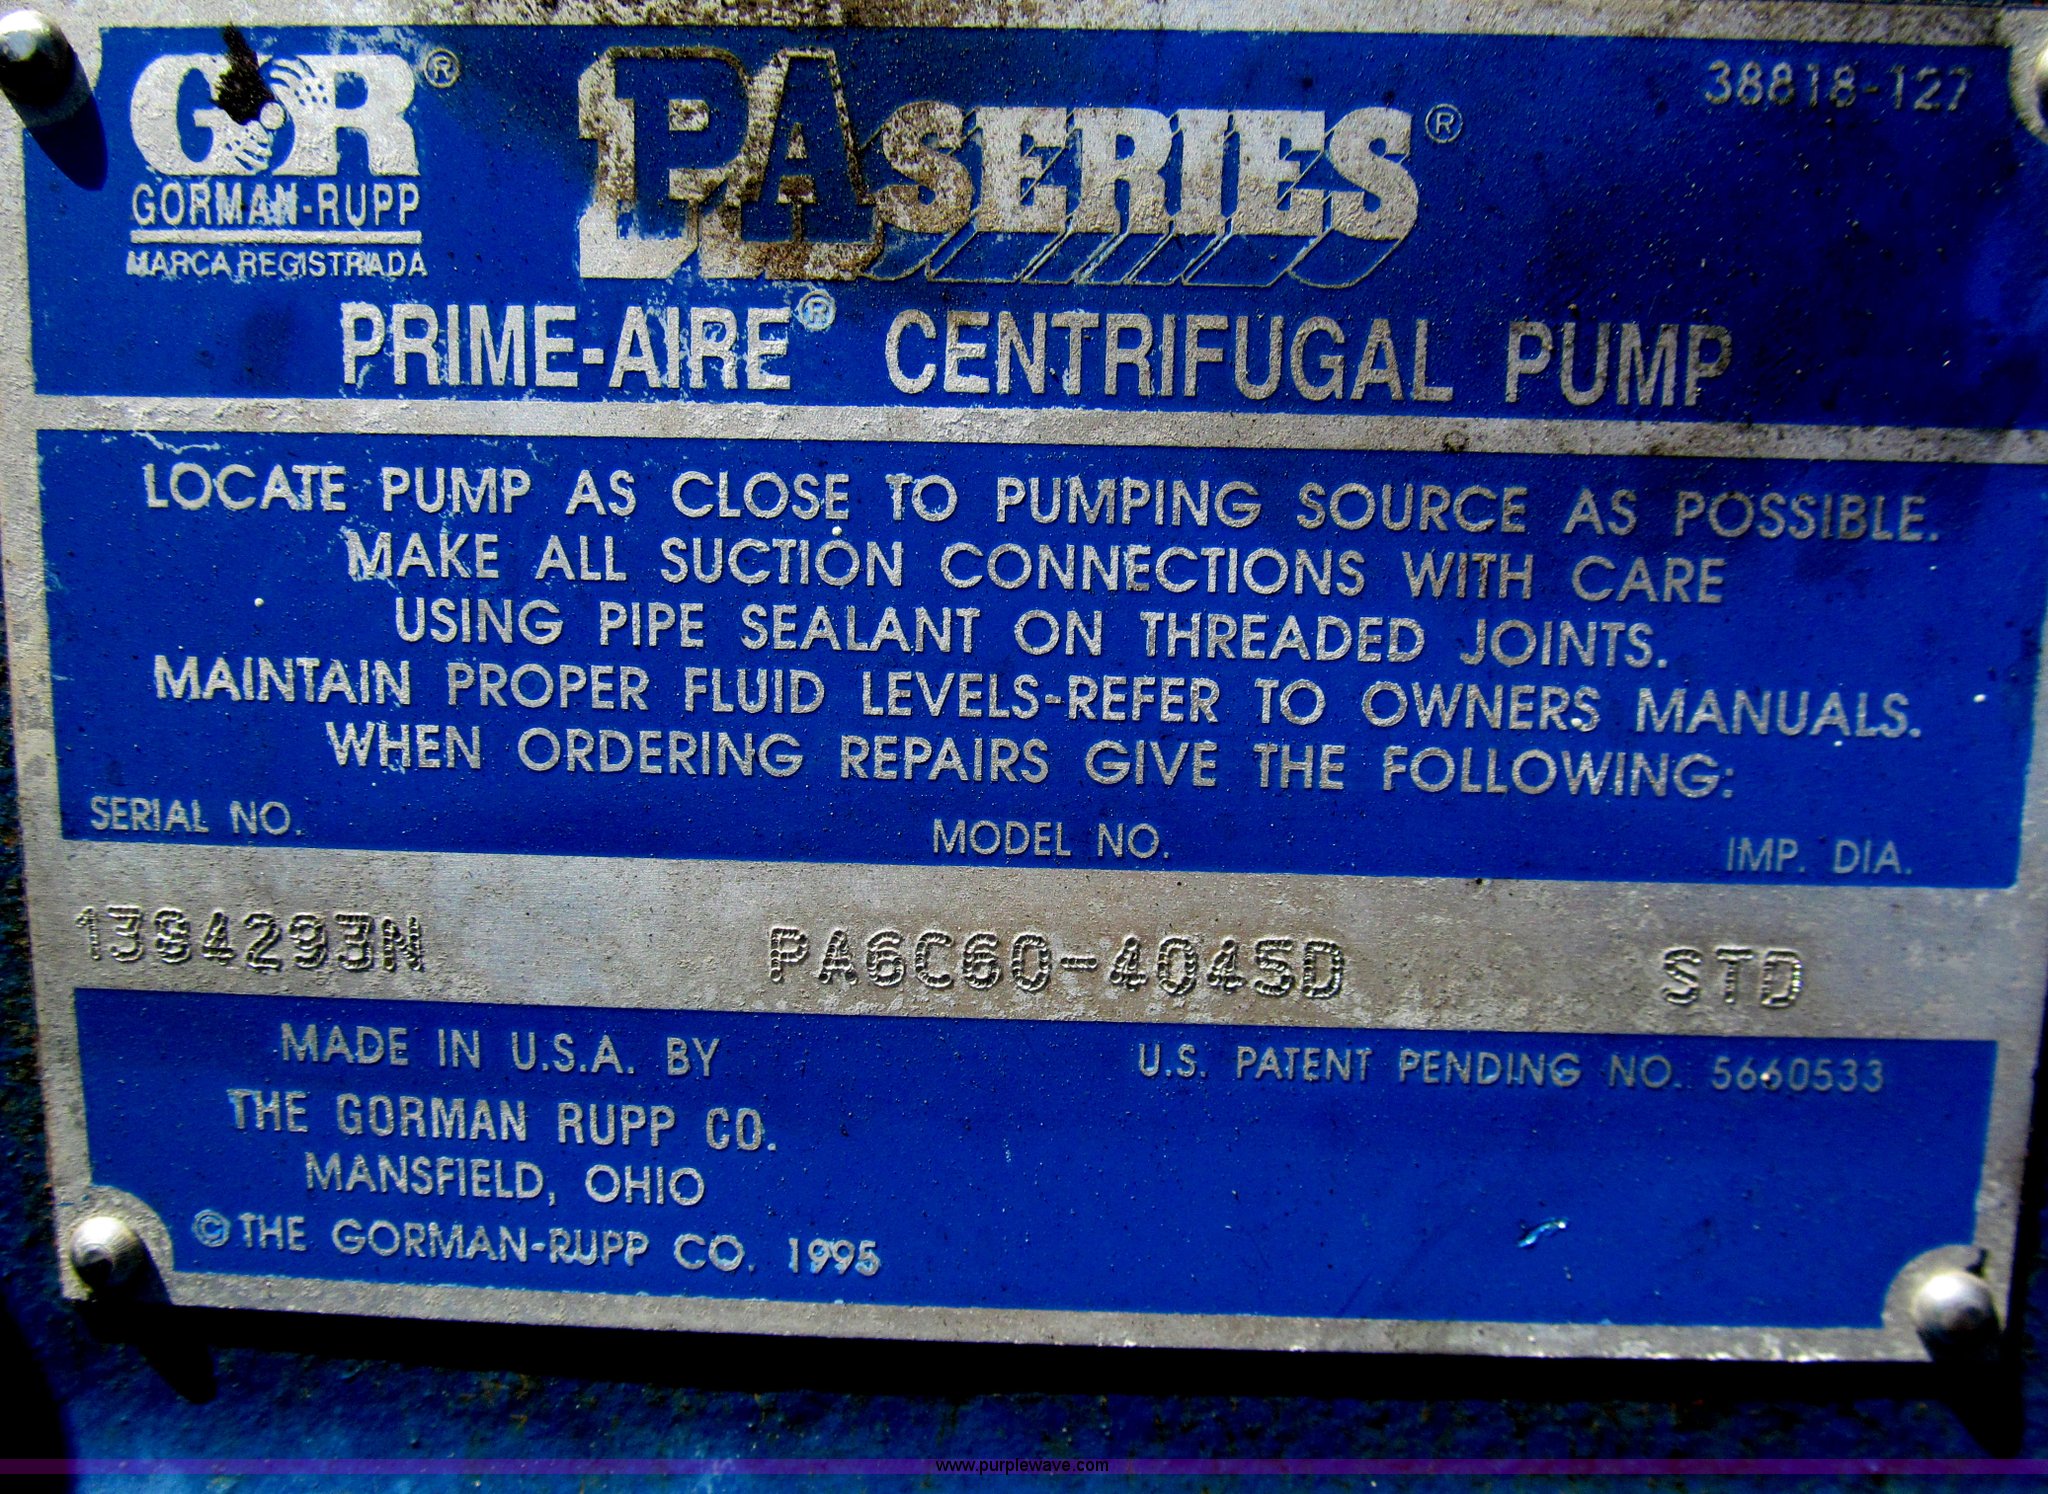 GR®
GORMAN-RUPP
MARCA REGISTRADA
PA SERIES®
38818-127
PRIME-AIRE® CENTRIFUGAL PUMP
LOCATE PUMP AS CLOSE TO PUMPING SOURCE AS POSSIBLE.
MAKE ALL SUCTION CONNECTIONS WITH CARE
USING PIPE SEALANT ON THREADED JOINTS.
MAINTAIN PROPER FLUID LEVELS-REFER TO OWNERS MANUALS.
WHEN ORDERING REPAIRS GIVE THE FOLLOWING:
SERIAL NO. MODEL NO. IMP. DIA.
1384293N PA6C60-4045D STD
MADE IN U.S.A. BY
THE GORMAN RUPP CO.
MANSFIELD, OHIO
© THE GORMAN-RUPP CO. 1995
U.S. PATENT PENDING NO. 5660533
www.purplewave.com